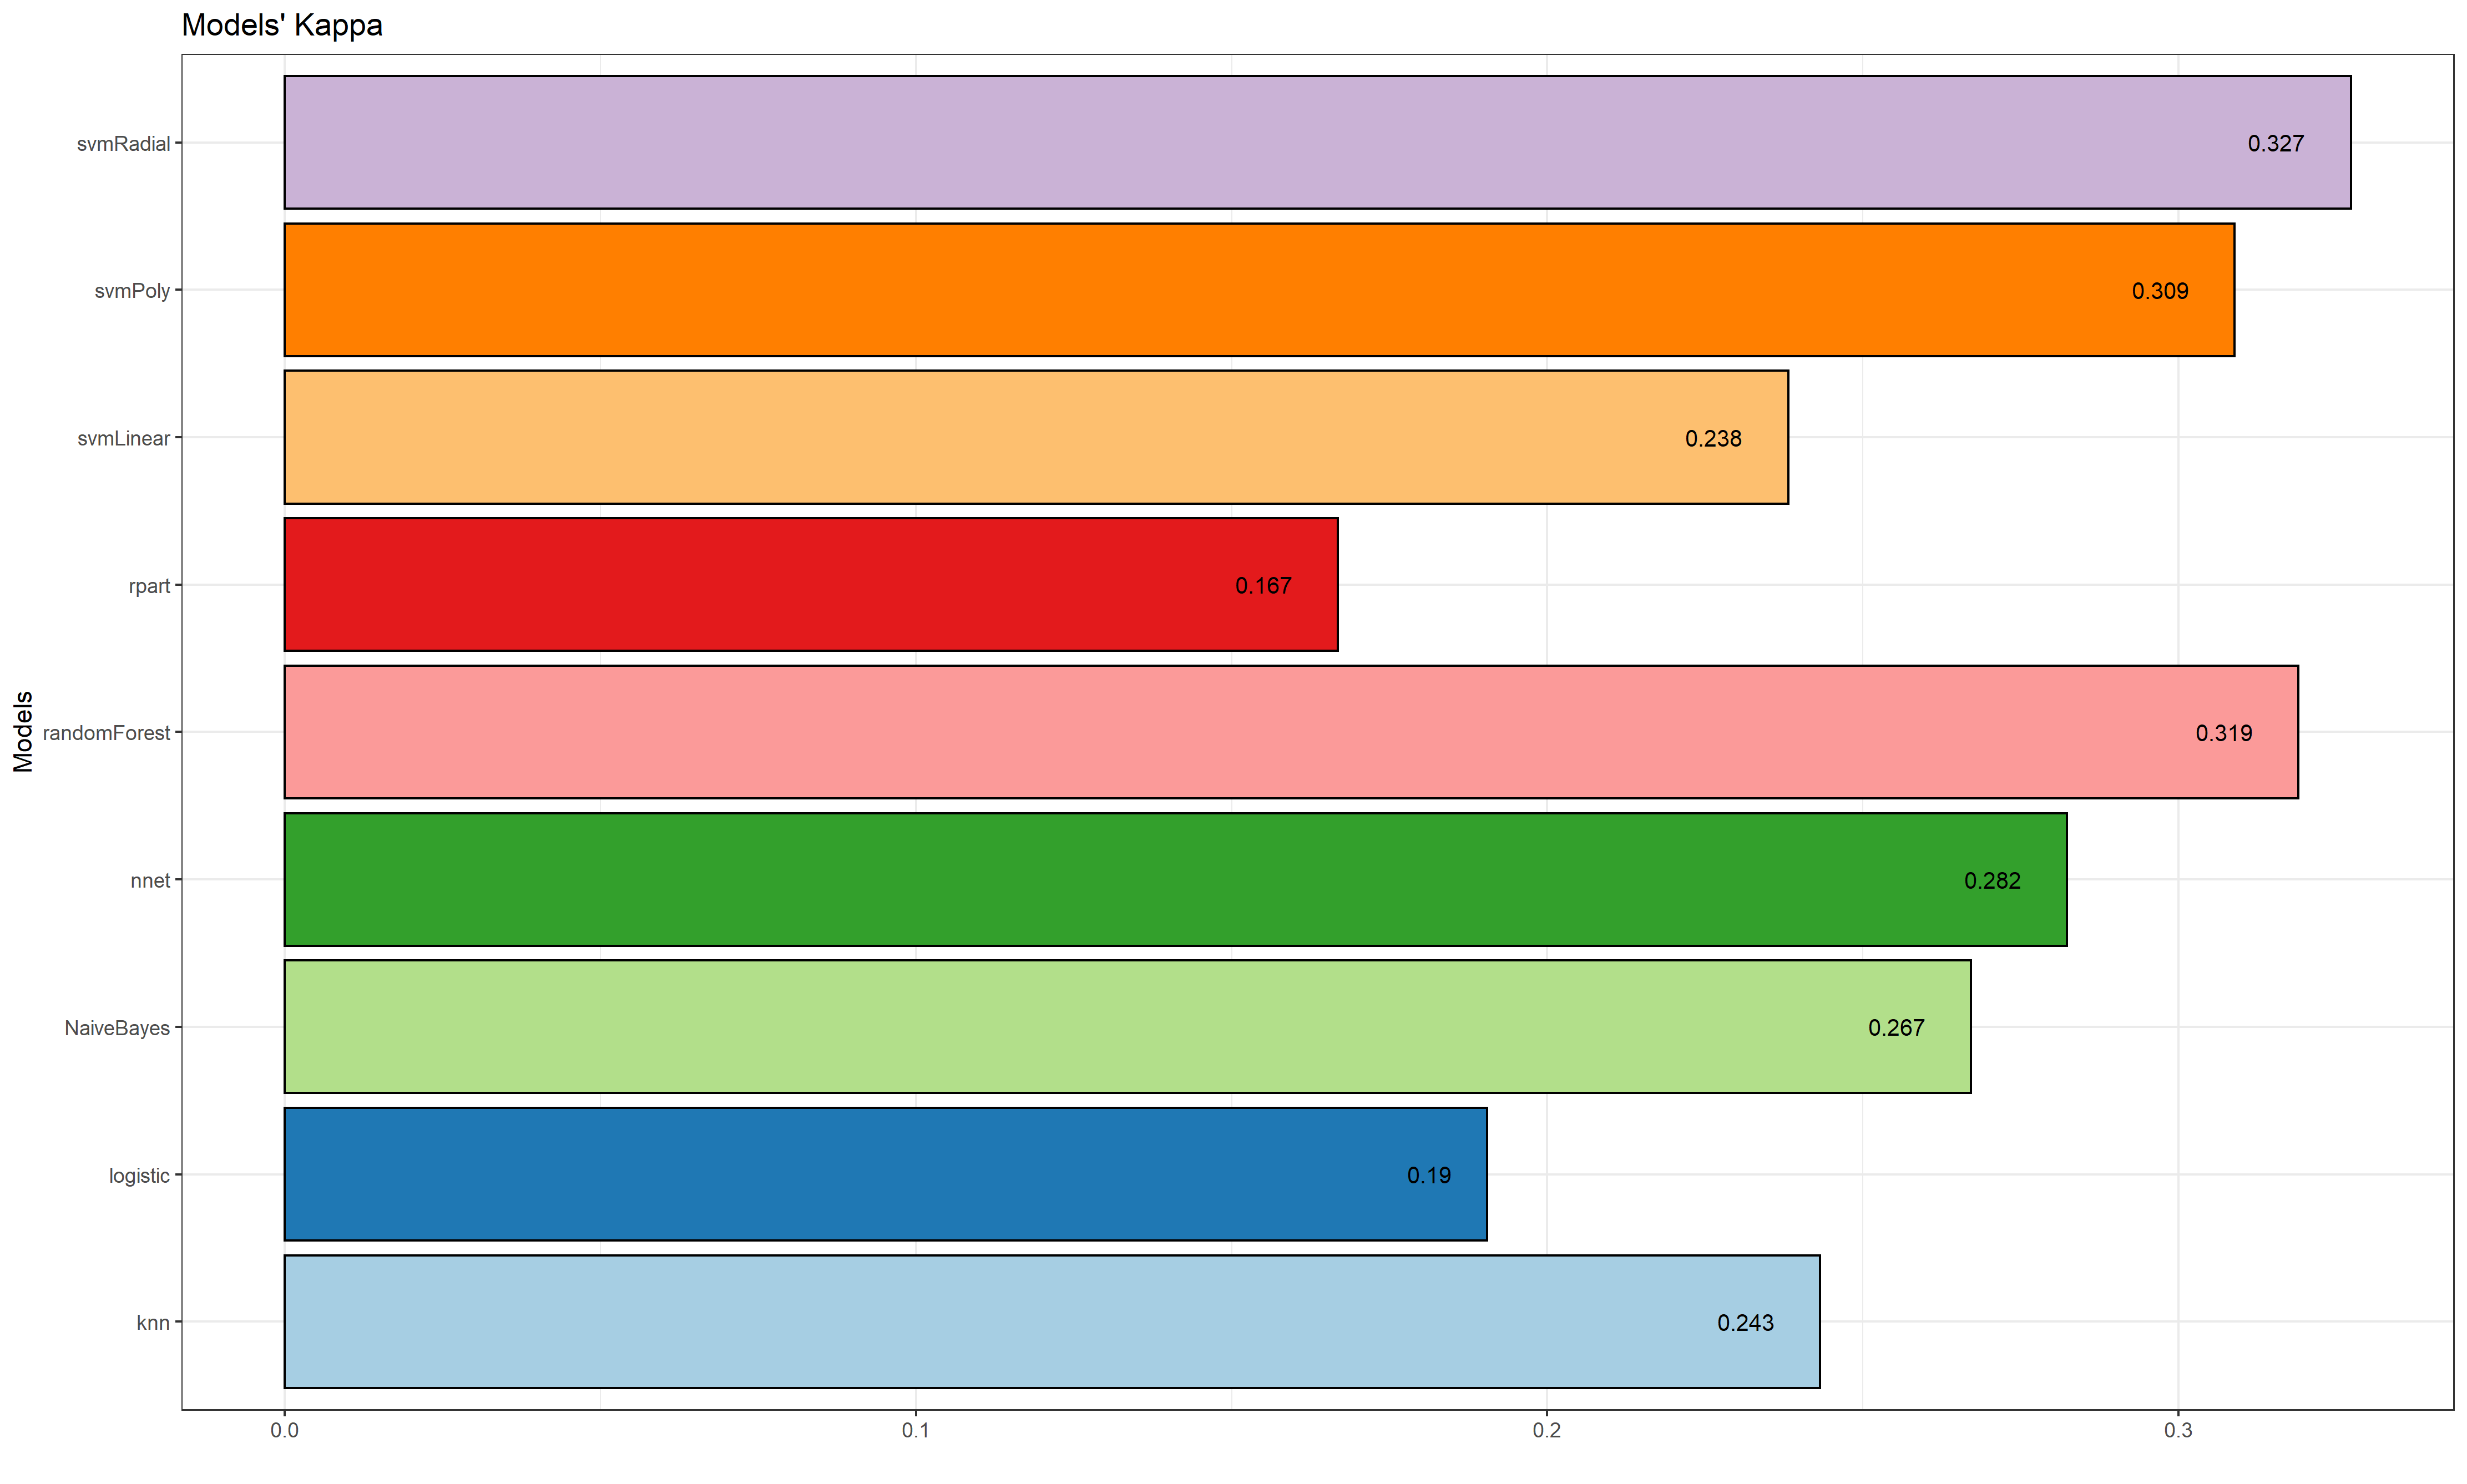 Models' Kappa
Models
svmRadial
0.327
svmPoly
0.309
svmLinear
0.238
rpart
0.167
randomForest
0.319
nnet
0.282
NaiveBayes
0.267
logistic
0.19
knn
0.243
0.0 0.1 0.2 0.3